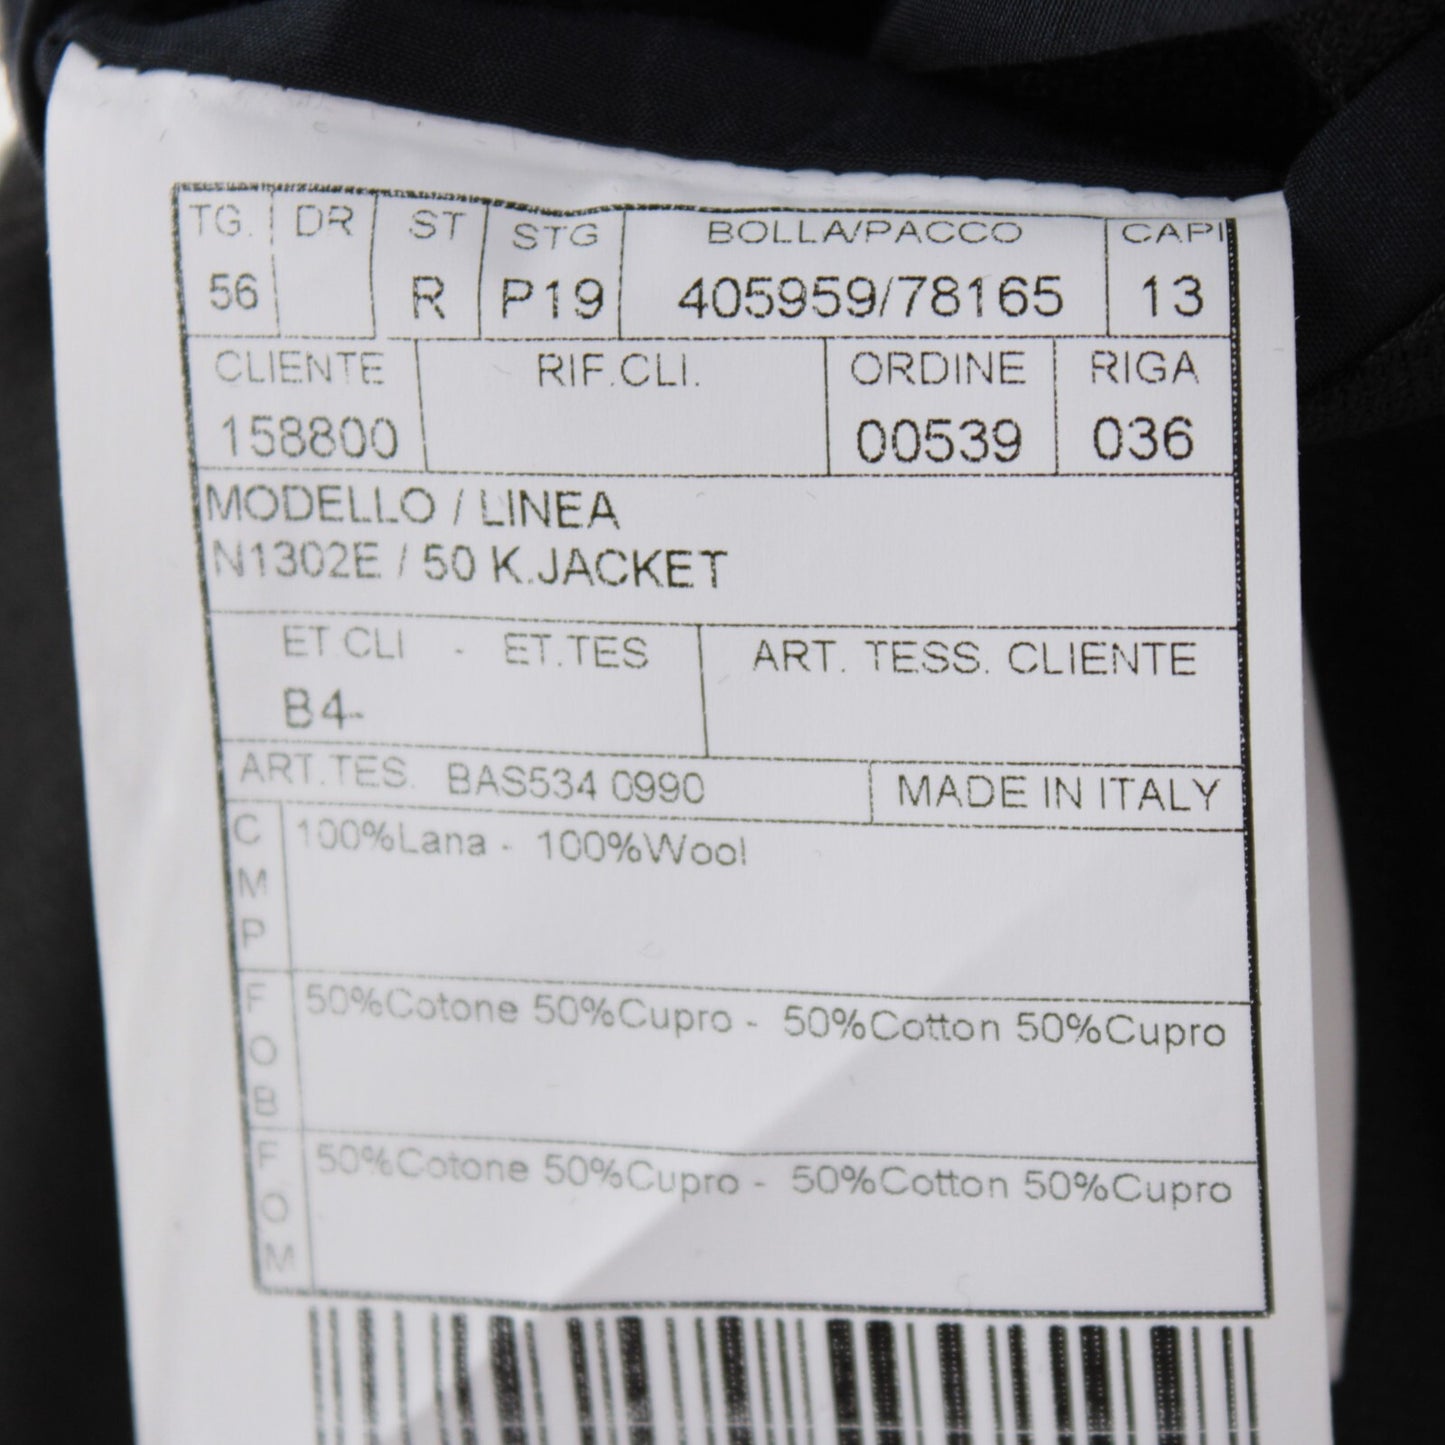 TG. DR ST STG BOLLA/PACCO CAPI
56 R P19 405959/78165 13
CLIENTE RIF.CLI. ORDINE RIGA
158800 00539 036
MODELLO / LINEA
N1302E / 50 K.JACKET
ET.CLI - ET.TES ART. TESS. CLIENTE
B4-
ART.TES. BAS534 0990 MADE IN ITALY
C
M
P
100%Lana - 100%Wool
F
O
B
50%Cotone 50%Cupro - 50%Cotton 50%Cupro
F
O
M
50%Cotone 50%Cupro - 50%Cotton 50%Cupro